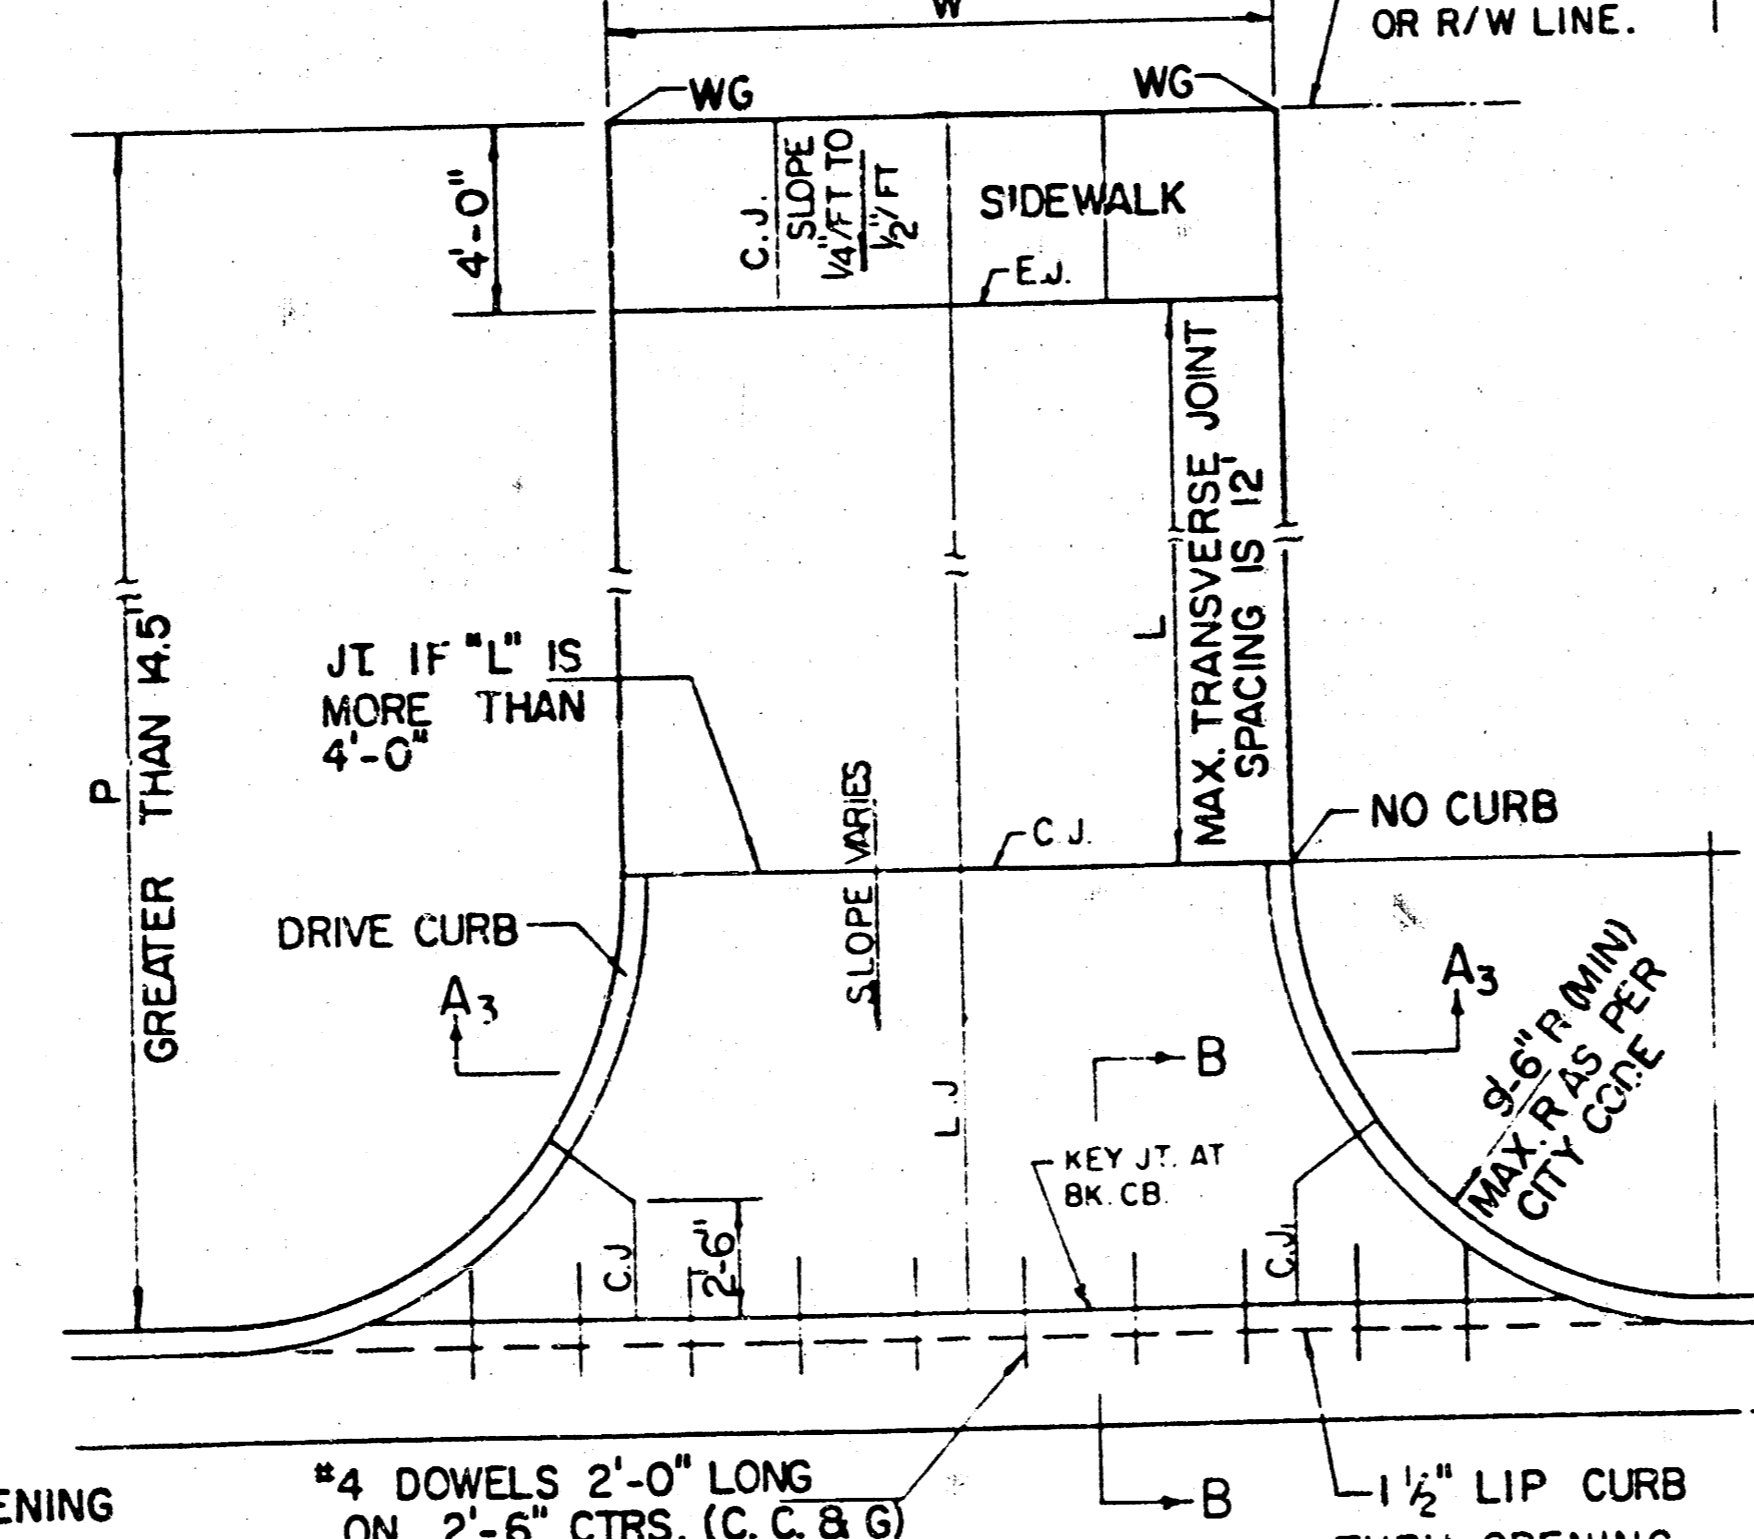 W
OR R/W LINE.
WG
WG
4'-0"
C.J.
SLOPE
1/4"/FT TO
1/2"/FT
SIDEWALK
E.J.
MAX. TRANSVERSE JOINT
SPACING IS 12'
L
P
GREATER THAN 14.5'
JT. IF "L" IS
MORE THAN
4'-0"
SLOPE VARIES
C.J.
NO CURB
DRIVE CURB
A3
A3
9'-6" R (MIN)
MAX. R AS PER
CITY CODE
B
L.J
KEY JT. AT
BK. CB.
C.J
2'-6"
C.J.
#4 DOWELS 2'-0" LONG
ON 2'-6" CTRS. (C. C. & G)
B
1 1/2" LIP CURB
ENING
THRU OPENING